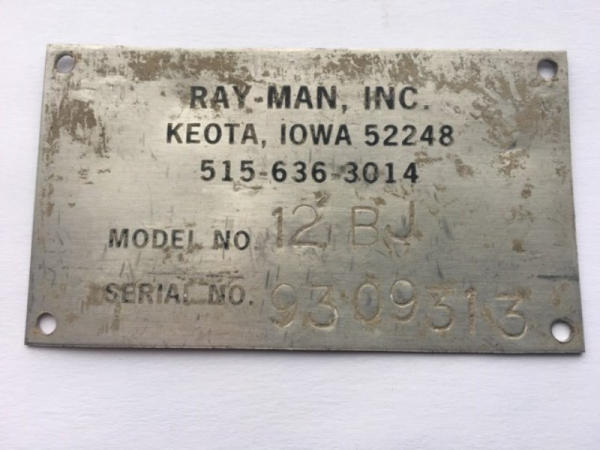 RAY-MAN, INC.
KEOTA, IOWA 52248
515-636-3014
MODEL NO. 12 BJ
SERIAL NO. 9309313